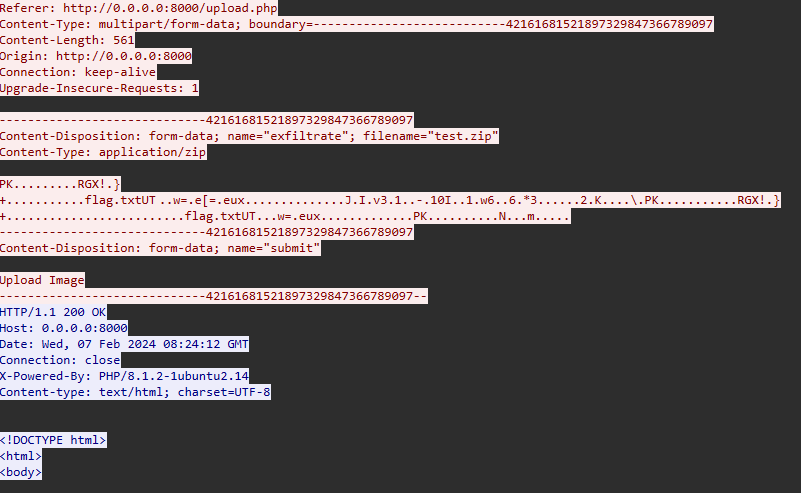 Referer: http://0.0.0.0:8000/upload.php
Content-Type: multipart/form-data; boundary=---------------------------42161681521897329847366789097
Content-Length: 561
Origin: http://0.0.0.0:8000
Connection: keep-alive
Upgrade-Insecure-Requests: 1
-----------------------------42161681521897329847366789097
Content-Disposition: form-data; name="exfiltrate"; filename="test.zip"
Content-Type: application/zip
PK.........RGX!.}
+...........flag.txtUT ..w=.e[=.eux..............J.I.v3.1..-.10I..1.w6..6.*3......2.K....\.PK..........RGX!.}
+.........................flag.txtUT...w=.eux.............PK..........N...m.....
-----------------------------42161681521897329847366789097
Content-Disposition: form-data; name="submit"
Upload Image
-----------------------------42161681521897329847366789097--
HTTP/1.1 200 OK
Host: 0.0.0.0:8000
Date: Wed, 07 Feb 2024 08:24:12 GMT
Connection: close
X-Powered-By: PHP/8.1.2-1ubuntu2.14
Content-type: text/html; charset=UTF-8
<!DOCTYPE html>
<html>
<body>